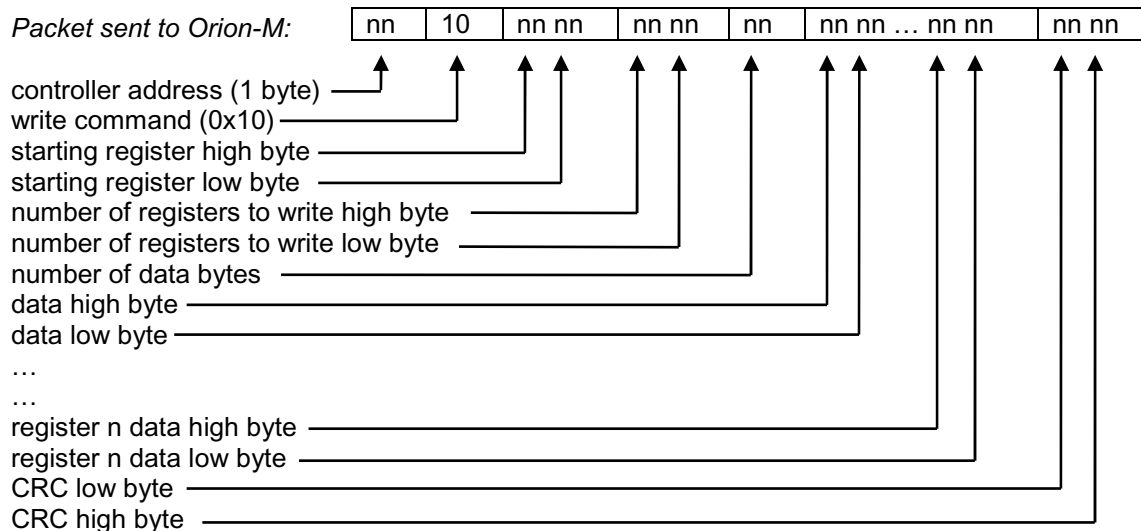 Packet sent to Orion-M: nn 10 nn nn nn nn nn nn nn … nn nn nn nn
controller address (1 byte)
write command (0x10)
starting register high byte
starting register low byte
number of registers to write high byte
number of registers to write low byte
number of data bytes
data high byte
data low byte
…
…
register n data high byte
register n data low byte
CRC low byte
CRC high byte